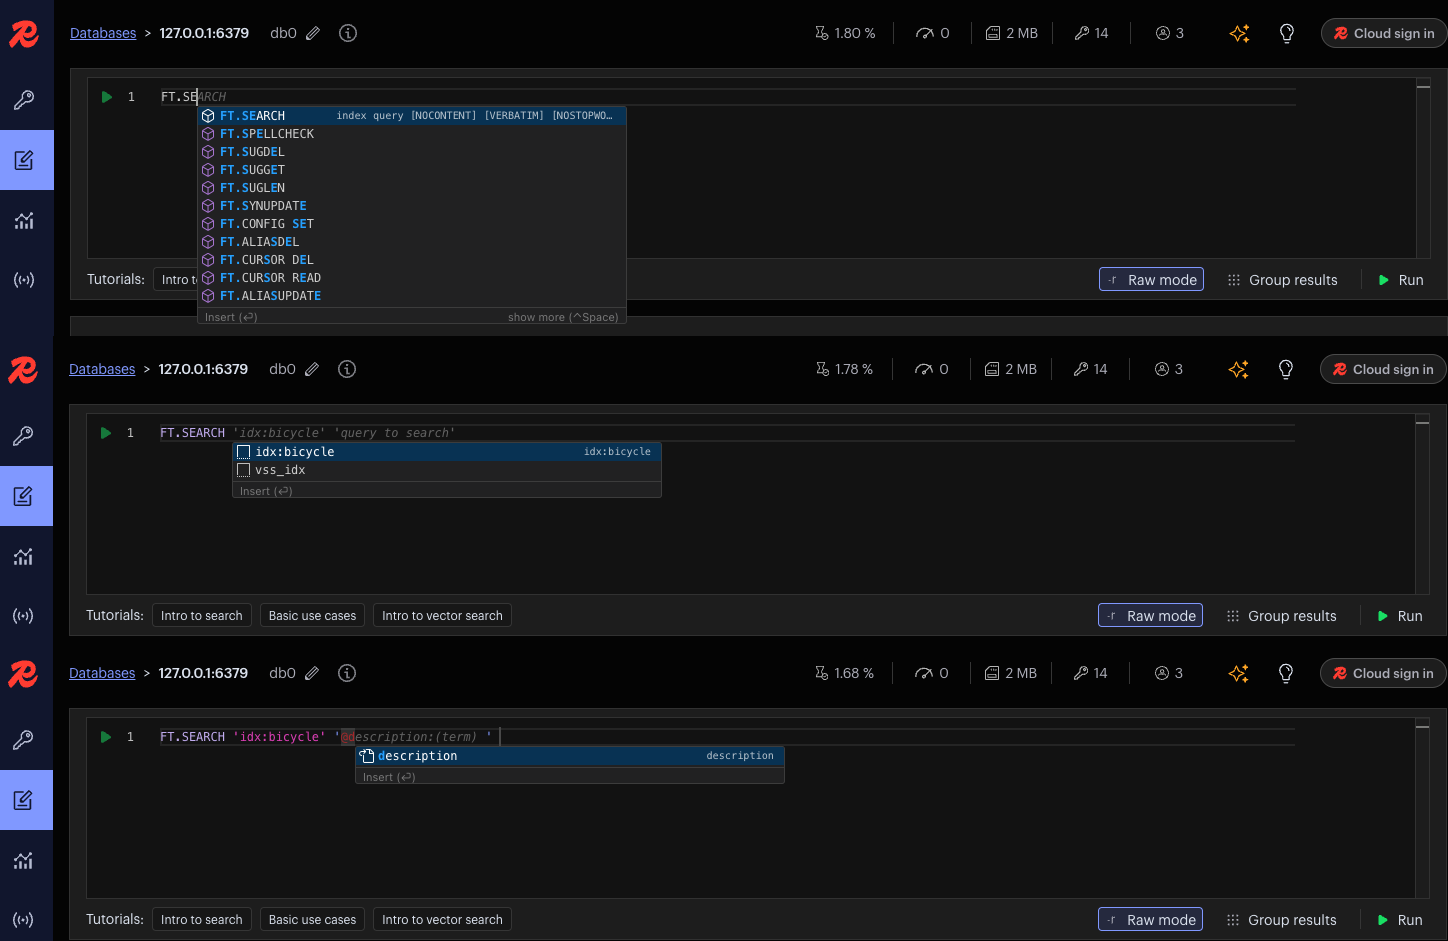 Databases > 127.0.0.1:6379 db0 1.80 % 0 2 MB 14 3 Cloud sign in
1 FT.SEARCH
FT.SEARCH index query [NOCONTENT] [VERBATIM] [NOSTOPWO…
FT.SPELLCHECK
FT.SUGDEL
FT.SUGGET
FT.SUGLEN
FT.SYNUPDATE
FT.CONFIG SET
FT.ALIASDEL
FT.CURSOR DEL
FT.CURSOR READ
FT.ALIASUPDATE
Tutorials: Intro t -r Raw mode Group results Run
Insert (⏎) show more (^Space)
Databases > 127.0.0.1:6379 db0 1.78 % 0 2 MB 14 3 Cloud sign in
1 FT.SEARCH 'idx:bicycle' 'query to search'
idx:bicycle idx:bicycle
vss_idx
Insert (⏎)
Tutorials: Intro to search Basic use cases Intro to vector search -r Raw mode Group results Run
Databases > 127.0.0.1:6379 db0 1.68 % 0 2 MB 14 3 Cloud sign in
1 FT.SEARCH 'idx:bicycle' '@description:(term) '
description description
Insert (⏎)
Tutorials: Intro to search Basic use cases Intro to vector search -r Raw mode Group results Run